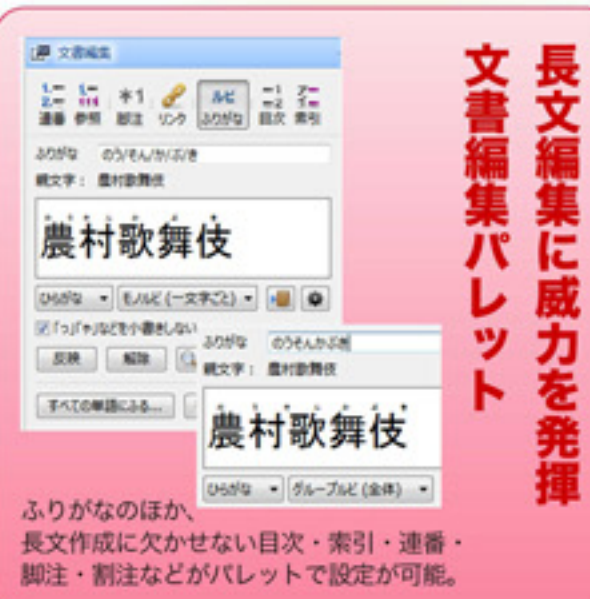 長文編集に威力を発揮
文書編集パレット
文書編集
連番 参照 脚注 リンク ふりがな 目次 索引
ふりがな のう/そん/か/ぶ/き
親文字： 農村歌舞伎
農村歌舞伎
ひらがな モノルビ (一文字ごと)
「っ」「ゃ」などを小書きしない
反映 解除
すべての単語にふる...
ふりがな のうそんかぶき
親文字： 農村歌舞伎
農村歌舞伎
ひらがな グループルビ (全体)
ふりがなのほか、
長文作成に欠かせない目次・索引・連番・
脚注・割注などがパレットで設定が可能。